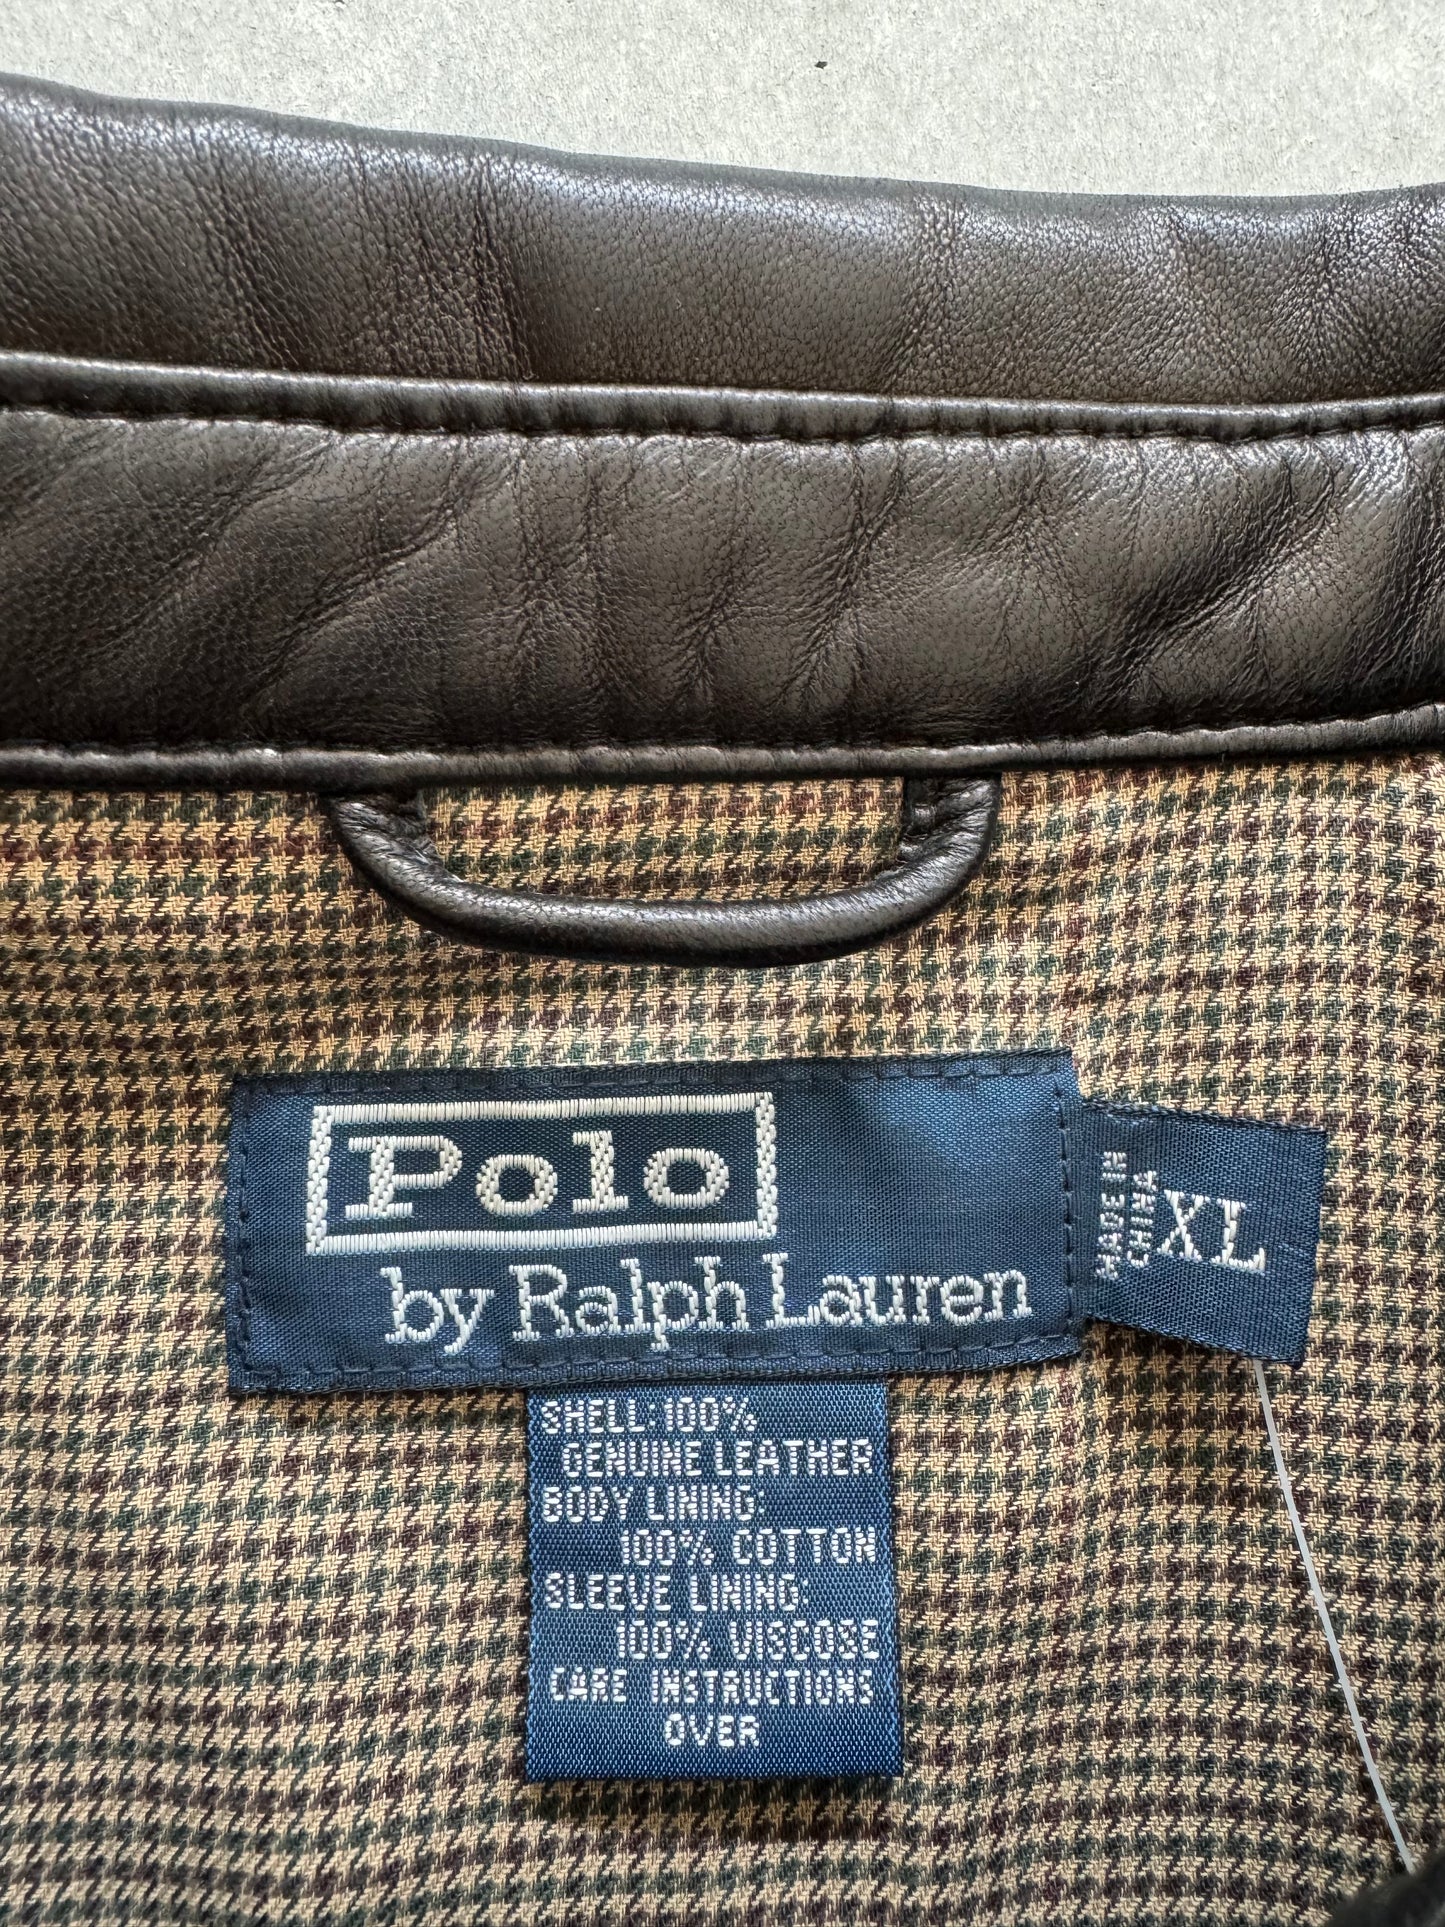 Polo
by Ralph Lauren
MADE IN
CHINA
XL
SHELL: 100%
GENUINE LEATHER
BODY LINING:
100% COTTON
SLEEVE LINING:
100% VISCOSE
CARE INSTRUCTIONS
OVER